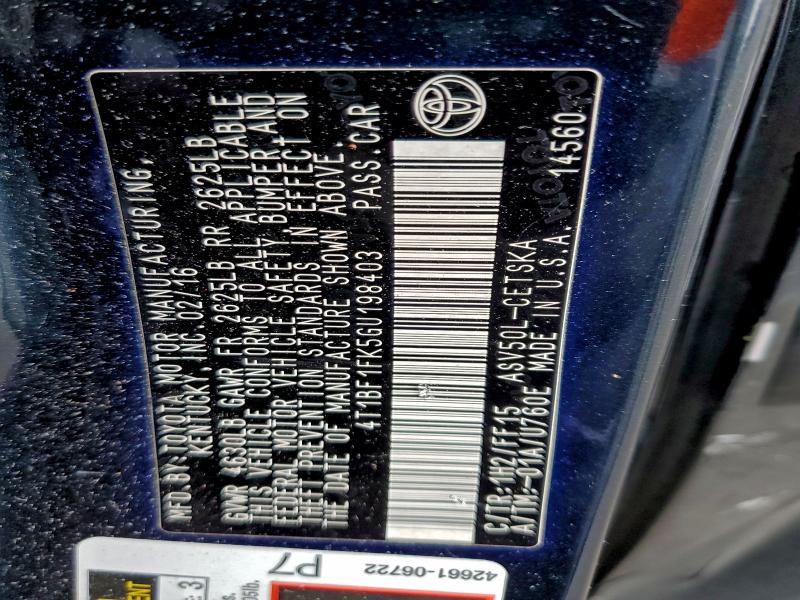 MFD BY:TOYOTA MOTOR MANUFACTURING,
KENTUCKY, INC. 02/16
GVWR 4630LB GAWR FR 2625LB RR 2625LB
THIS VEHICLE CONFORMS TO ALL APPLICABLE
FEDERAL MOTOR VEHICLE SAFETY, BUMPER, AND
THEFT PREVENTION STANDARDS IN EFFECT ON
THE DATE OF MANUFACTURE SHOWN ABOVE.
4T1BF1FK5GU198403 PASS.CAR
C/TR:1H2/FF15 ASV50L-CETSKA
A/TM:-01A/U760E MADE IN U.S.A. 14560
42661-06722
P7